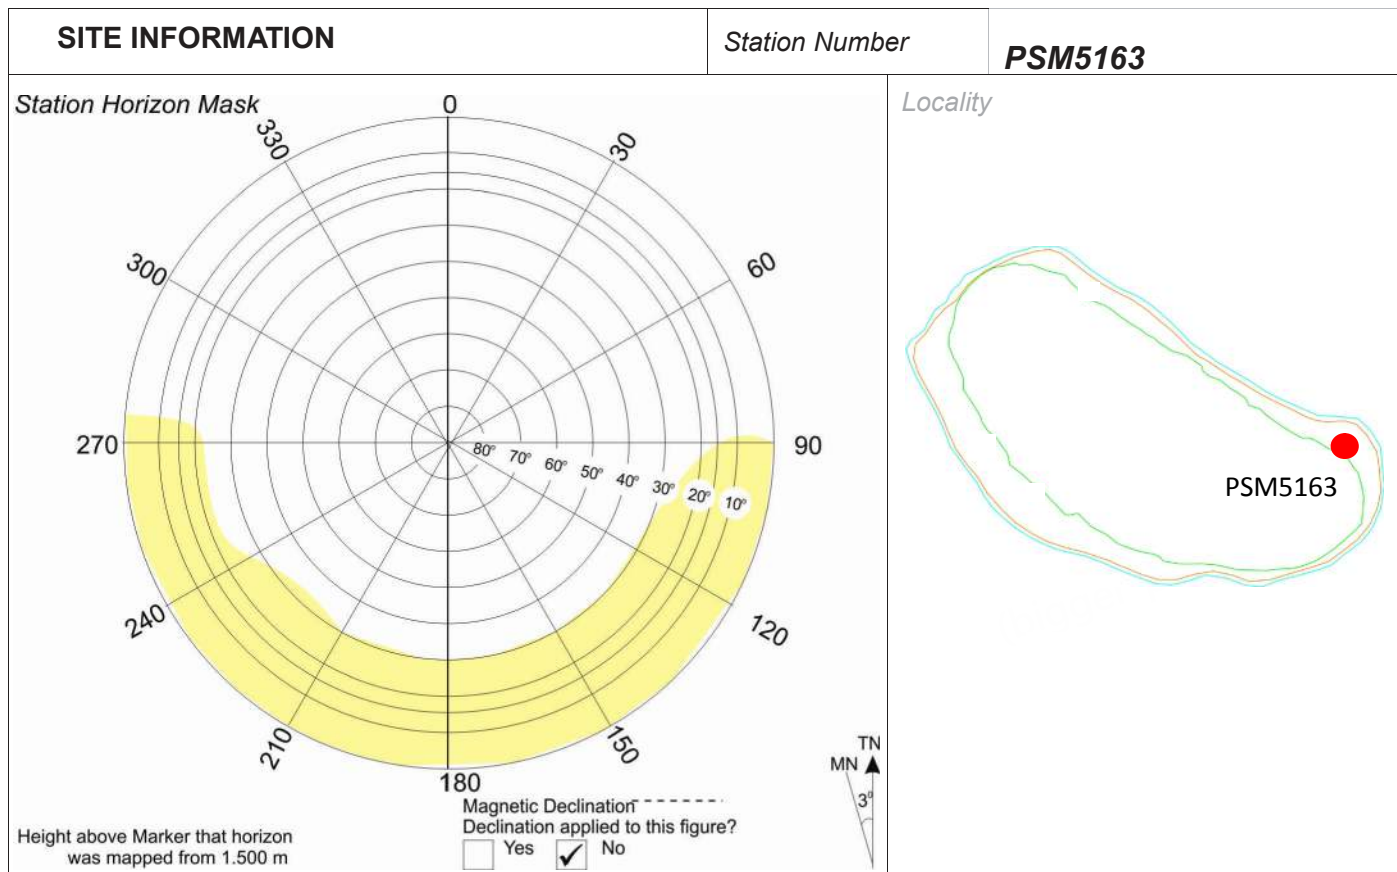 SITE INFORMATION
Station Number
PSM5163
Station Horizon Mask
Locality
0
30
60
90
120
150
180
210
240
270
300
330
80°
70°
60°
50°
40°
30°
20°
10°
PSM5163
TN
MN
3°
Magnetic Declination
Declination applied to this figure?
Yes
No
Height above Marker that horizon
was mapped from 1.500 m